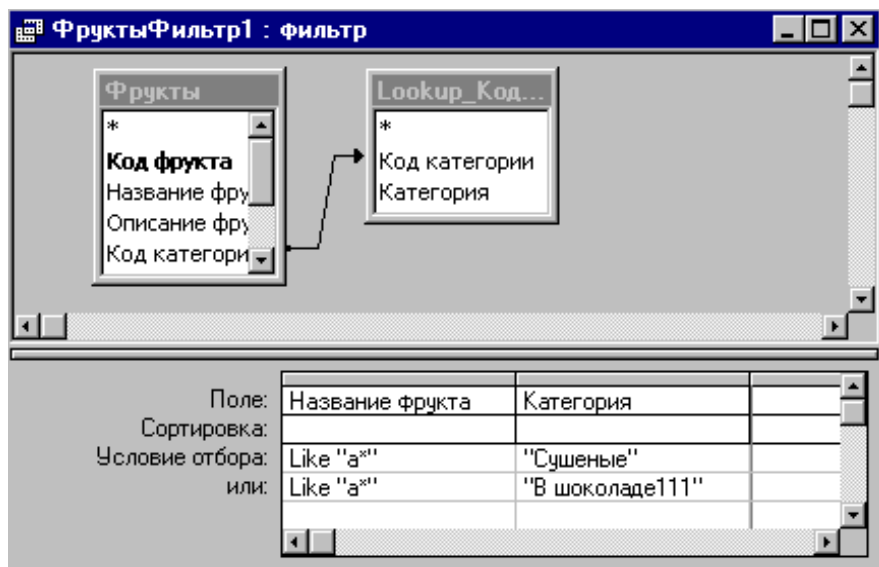 ФруктыФильтр1 : фильтр
Фрукты
*
Код фрукта
Название фру
Описание фру
Код категори
Lookup_Код...
*
Код категории
Категория
Поле: Название фрукта Категория
Сортировка:
Условие отбора: Like "а*" "Сушеные"
или: Like "а*" "В шоколаде111"